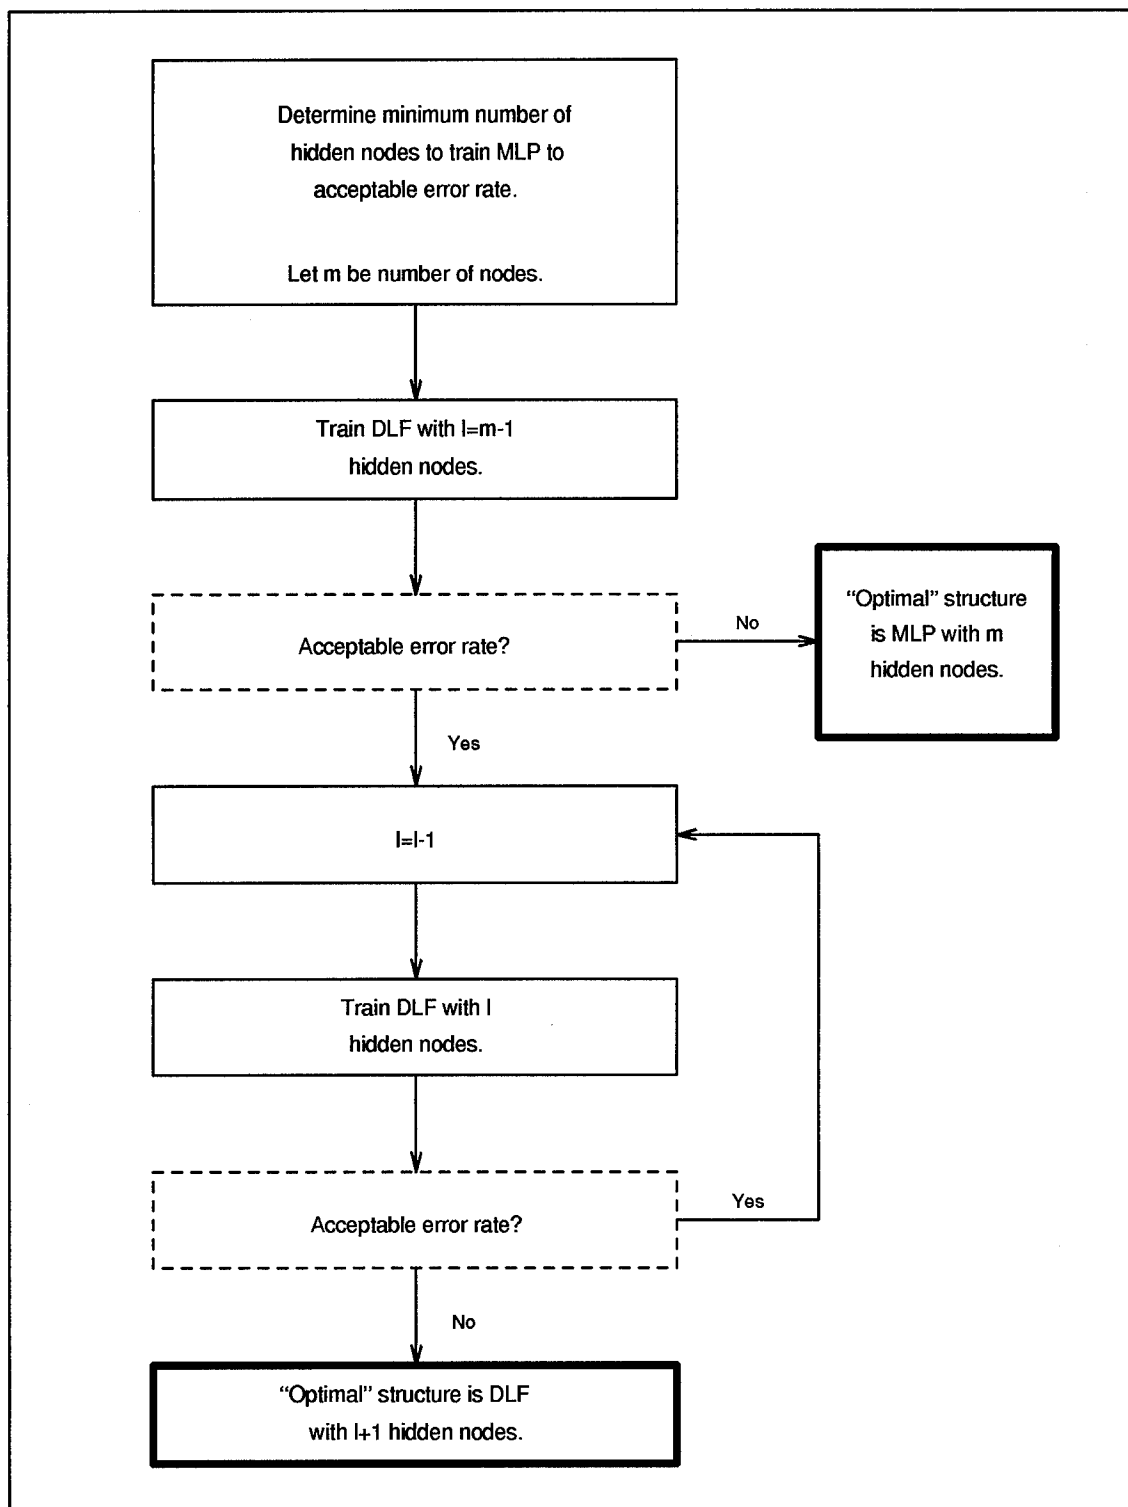 Determine minimum number of
hidden nodes to train MLP to
acceptable error rate.
Let m be number of nodes.
Train DLF with l=m-1
hidden nodes.
Acceptable error rate?
No
“Optimal” structure
is MLP with m
hidden nodes.
Yes
l=l-1
Train DLF with l
hidden nodes.
Acceptable error rate?
Yes
No
“Optimal” structure is DLF
with l+1 hidden nodes.